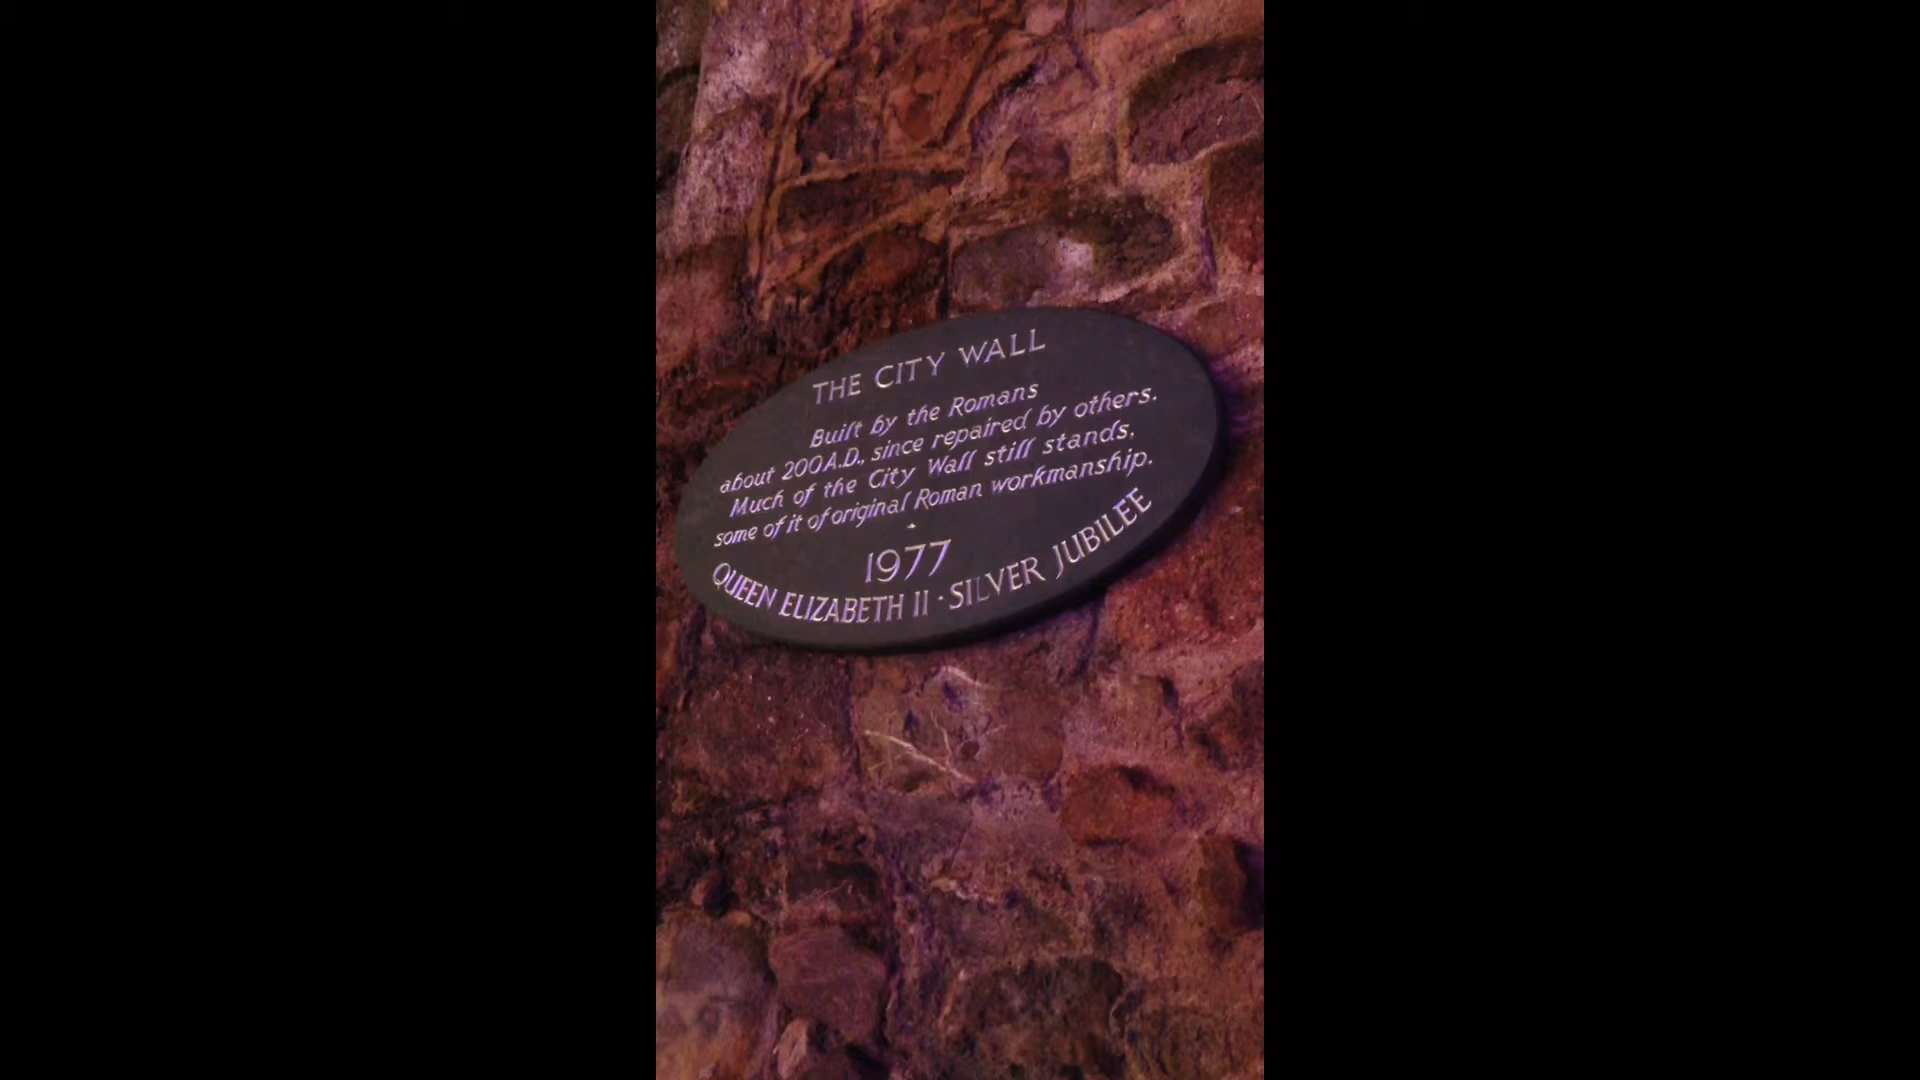 THE CITY WALL
Built by the Romans
about 200 A.D., since repaired by others.
Much of the City Wall still stands,
some of it of original Roman workmanship.
1977
QUEEN ELIZABETH II · SILVER JUBILEE